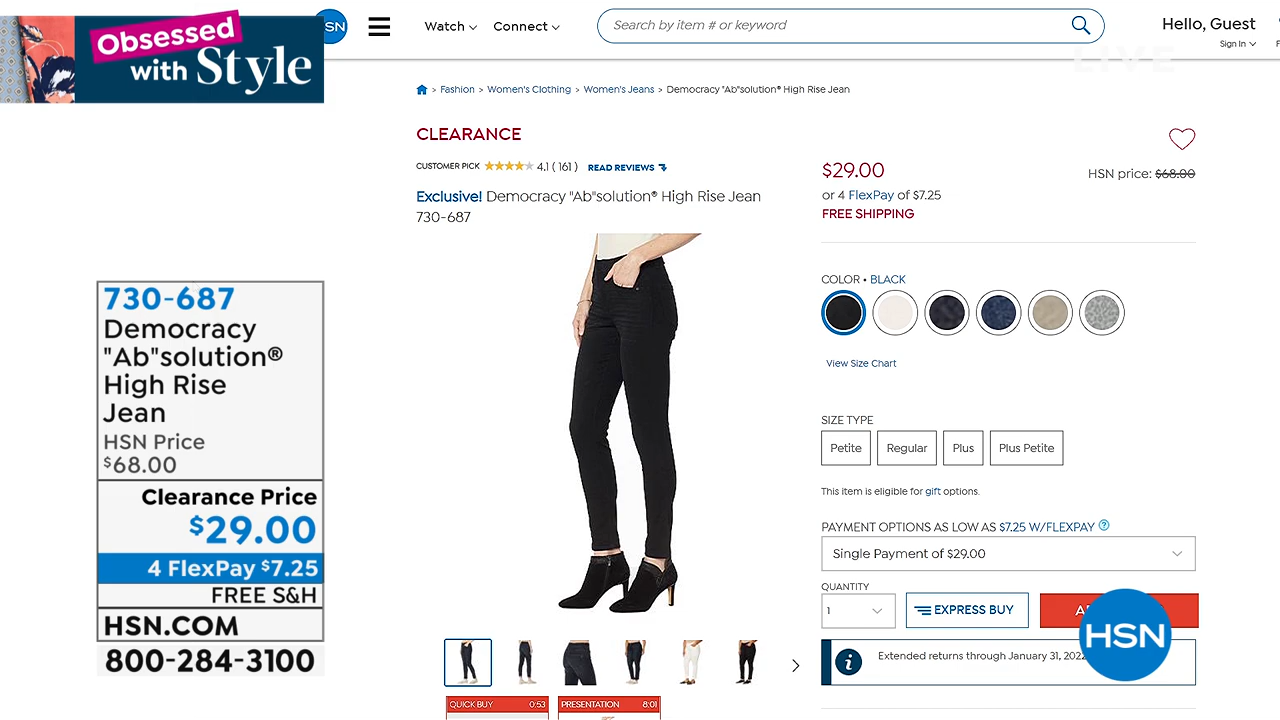 Obsessed
with Style
SN
Watch
Connect
Search by item # or keyword
Hello, Guest
Sign In
LIVE
> Fashion > Women's Clothing > Women's Jeans > Democracy "Ab"solution® High Rise Jean
CLEARANCE
CUSTOMER PICK 4.1 ( 161 ) READ REVIEWS
Exclusive! Democracy "Ab"solution® High Rise Jean
730-687
$29.00
HSN price: $68.00
or 4 FlexPay of $7.25
FREE SHIPPING
COLOR • BLACK
View Size Chart
SIZE TYPE
Petite
Regular
Plus
Plus Petite
This item is eligible for gift options.
PAYMENT OPTIONS AS LOW AS $7.25 W/FLEXPAY ?
Single Payment of $29.00
QUANTITY
1
EXPRESS BUY
A
HSN
Extended returns through January 31, 2022
QUICK BUY 0:53
PRESENTATION 8:01
730-687
Democracy
"Ab"solution®
High Rise
Jean
HSN Price
$68.00
Clearance Price
$29.00
4 FlexPay $7.25
FREE S&H
HSN.COM
800-284-3100